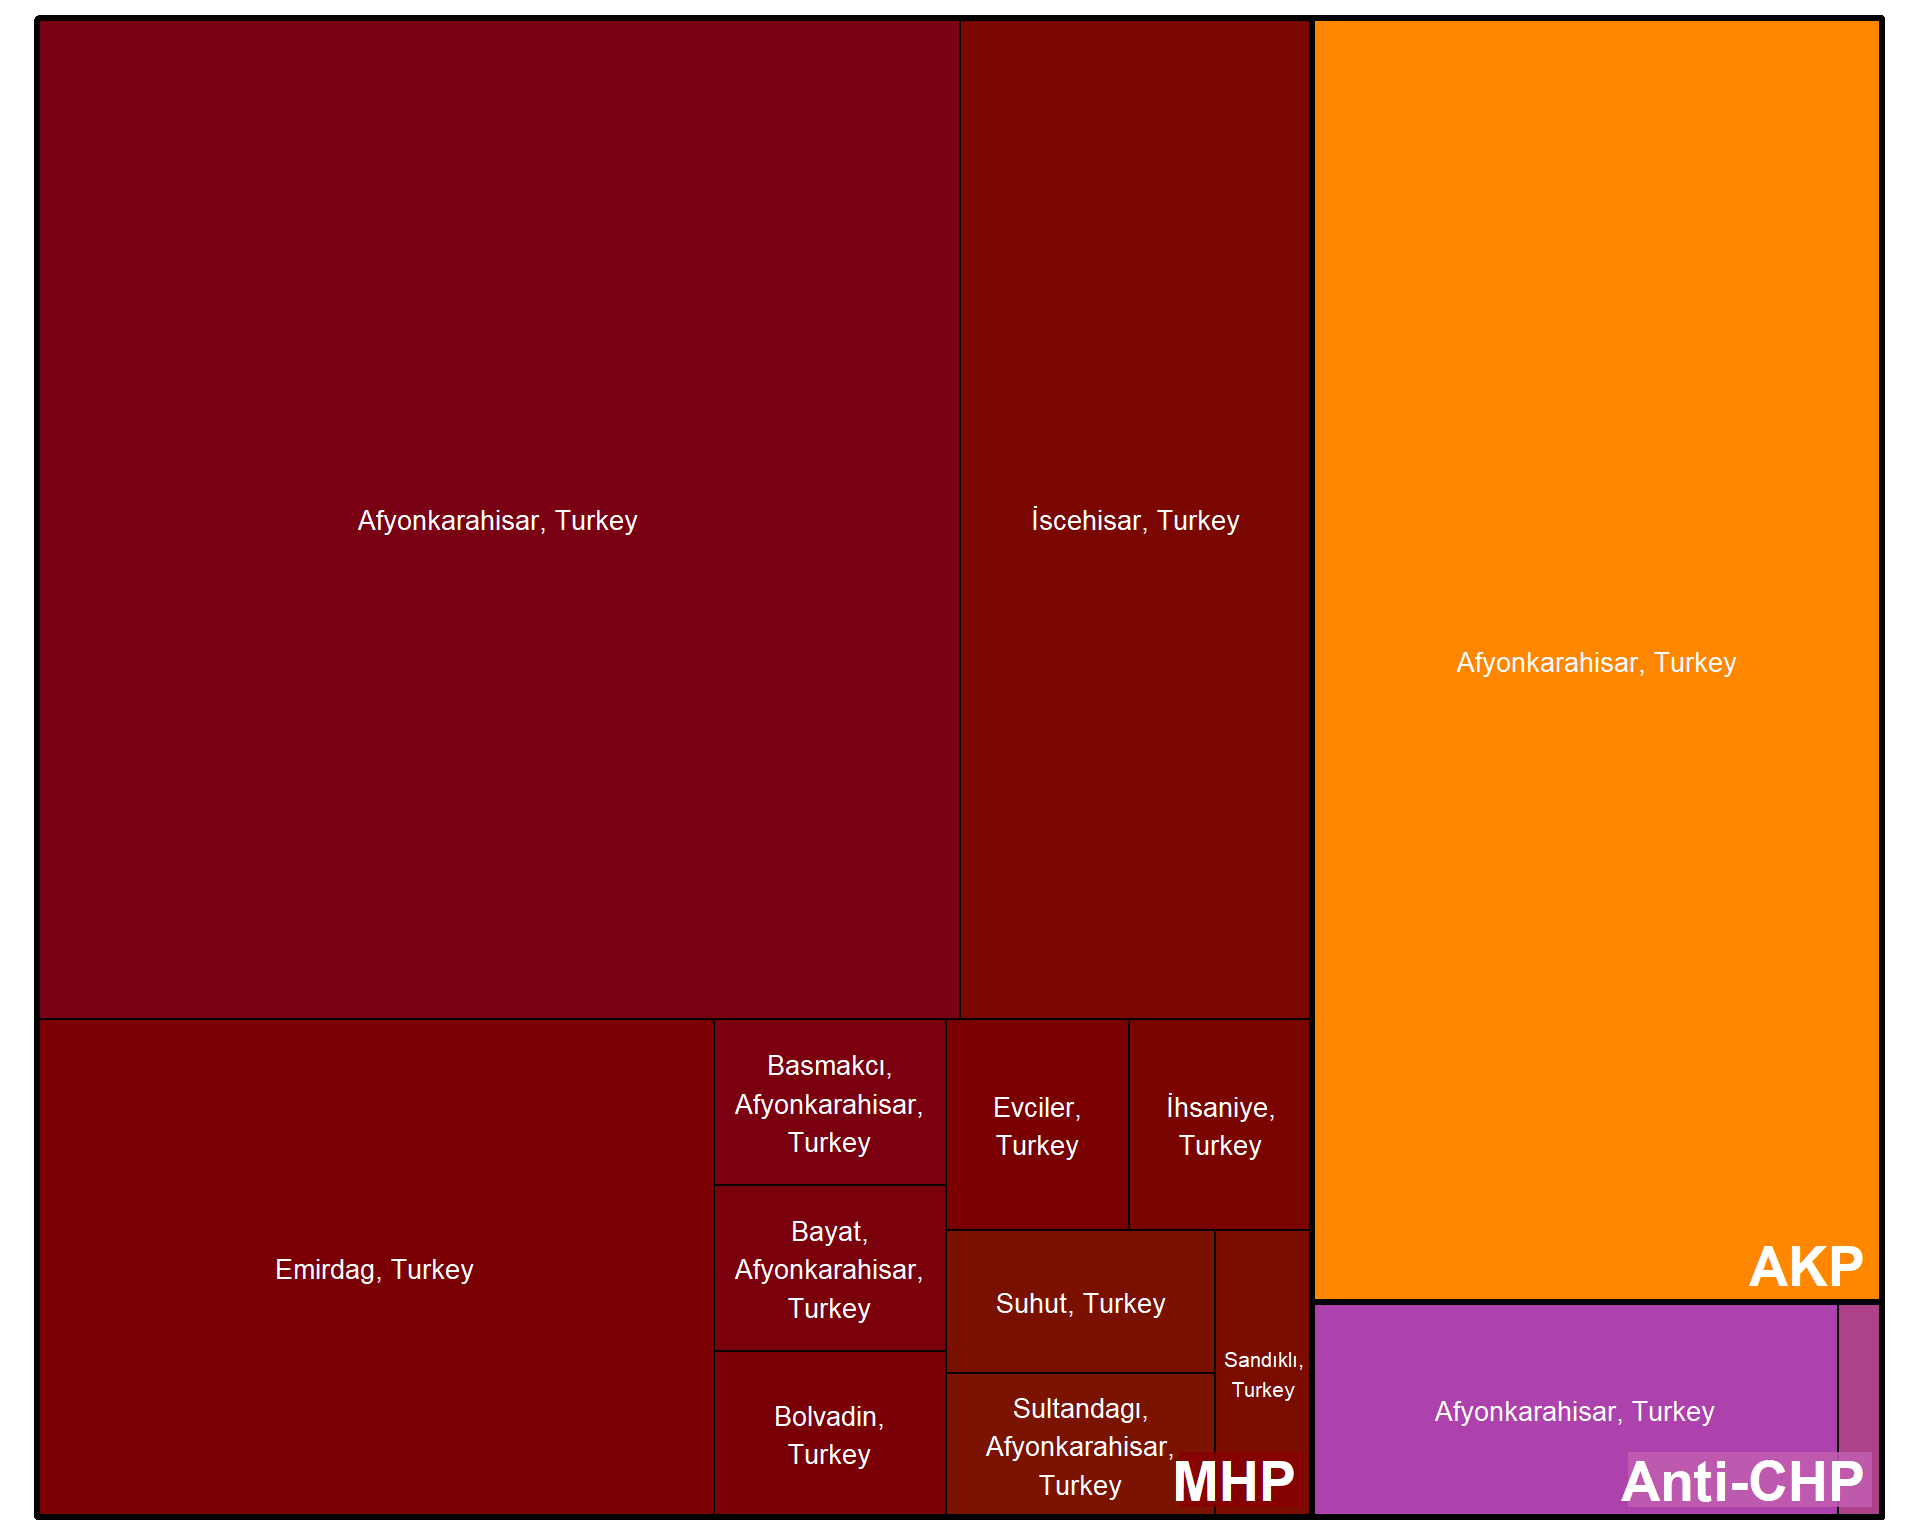 Afyonkarahisar, Turkey
İscehisar, Turkey
Afyonkarahisar, Turkey
AKP
Emirdag, Turkey
Basmakcı,
Afyonkarahisar,
Turkey
Bayat,
Afyonkarahisar,
Turkey
Bolvadin,
Turkey
Evciler,
Turkey
İhsaniye,
Turkey
Suhut, Turkey
Sandıklı,
Turkey
Sultandagı,
Afyonkarahisar,
Turkey
MHP
Afyonkarahisar, Turkey
Anti-CHP